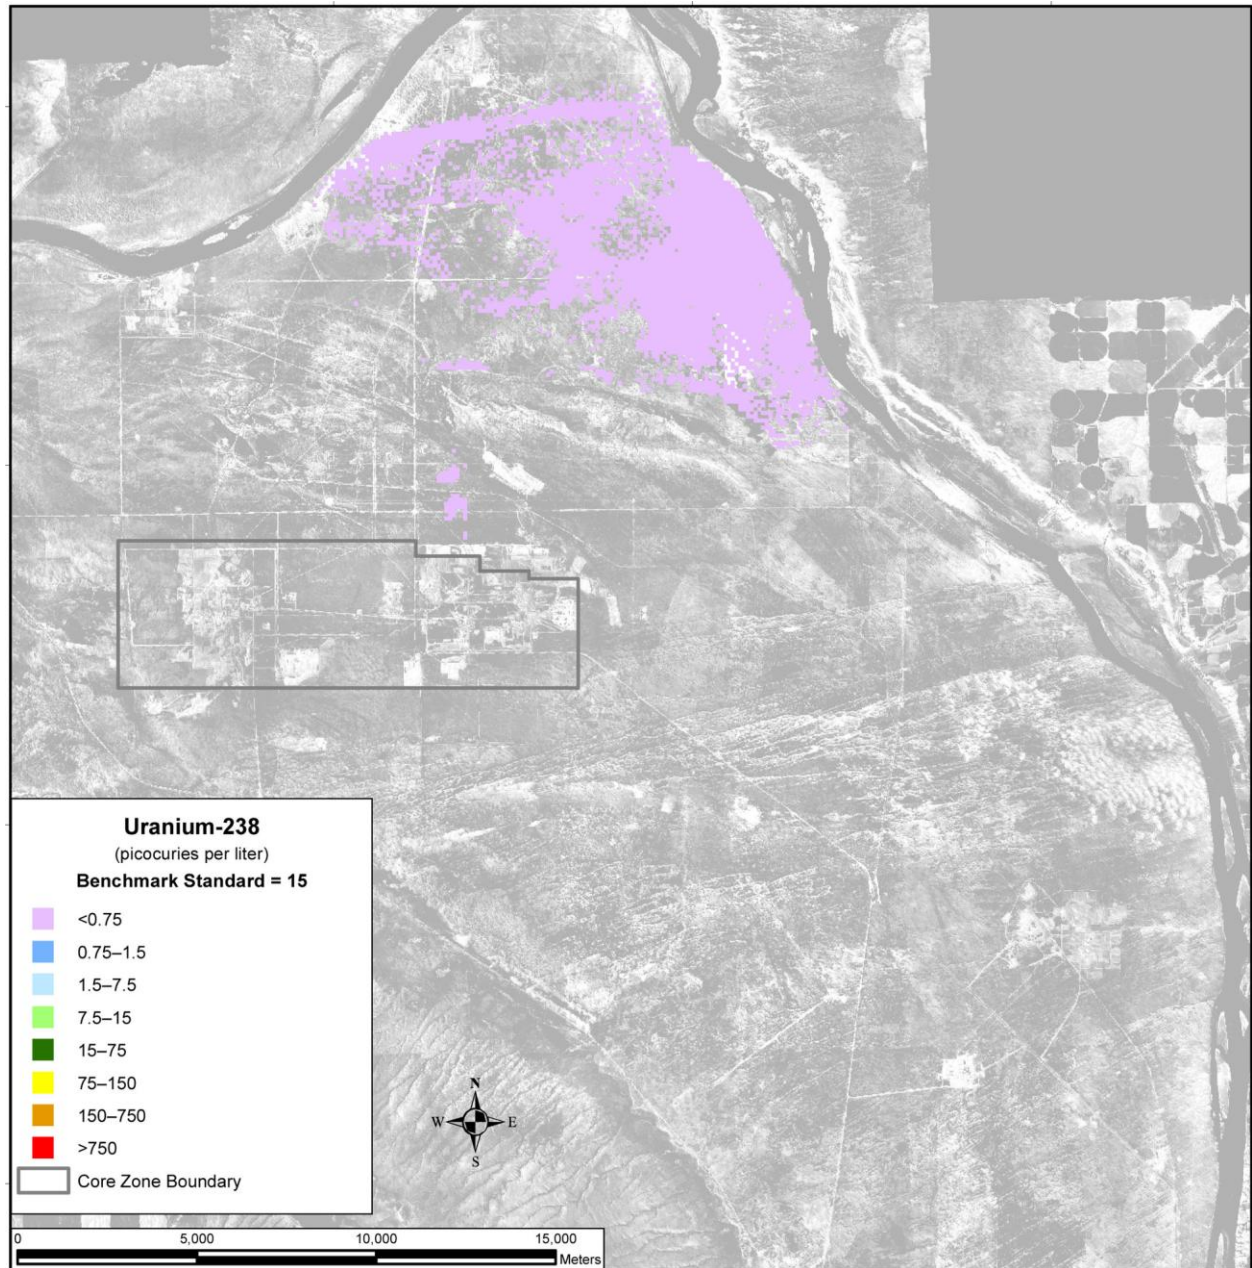 Uranium-238
(picocuries per liter)
Benchmark Standard = 15
<0.75
0.75–1.5
1.5–7.5
7.5–15
15–75
75–150
150–750
>750
Core Zone Boundary
N
W E
S
0 5,000 10,000 15,000
Meters